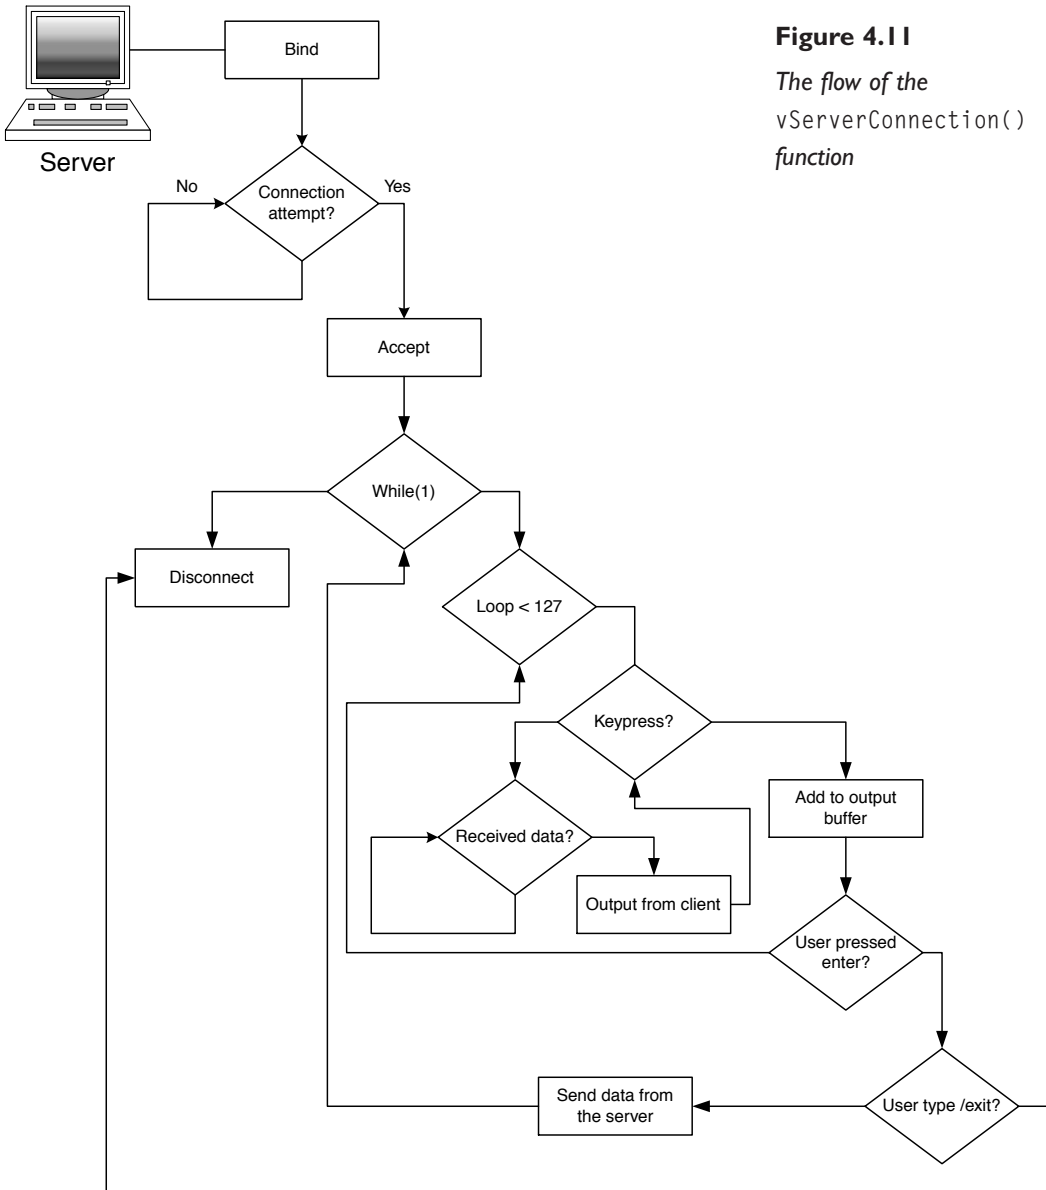 Figure 4.11
The flow of the
vServerConnection()
function
Server
Bind
No
Connection
attempt?
Yes
Accept
While(1)
Disconnect
Loop < 127
Keypress?
Add to output
buffer
Received data?
Output from client
User pressed
enter?
Send data from
the server
User type /exit?